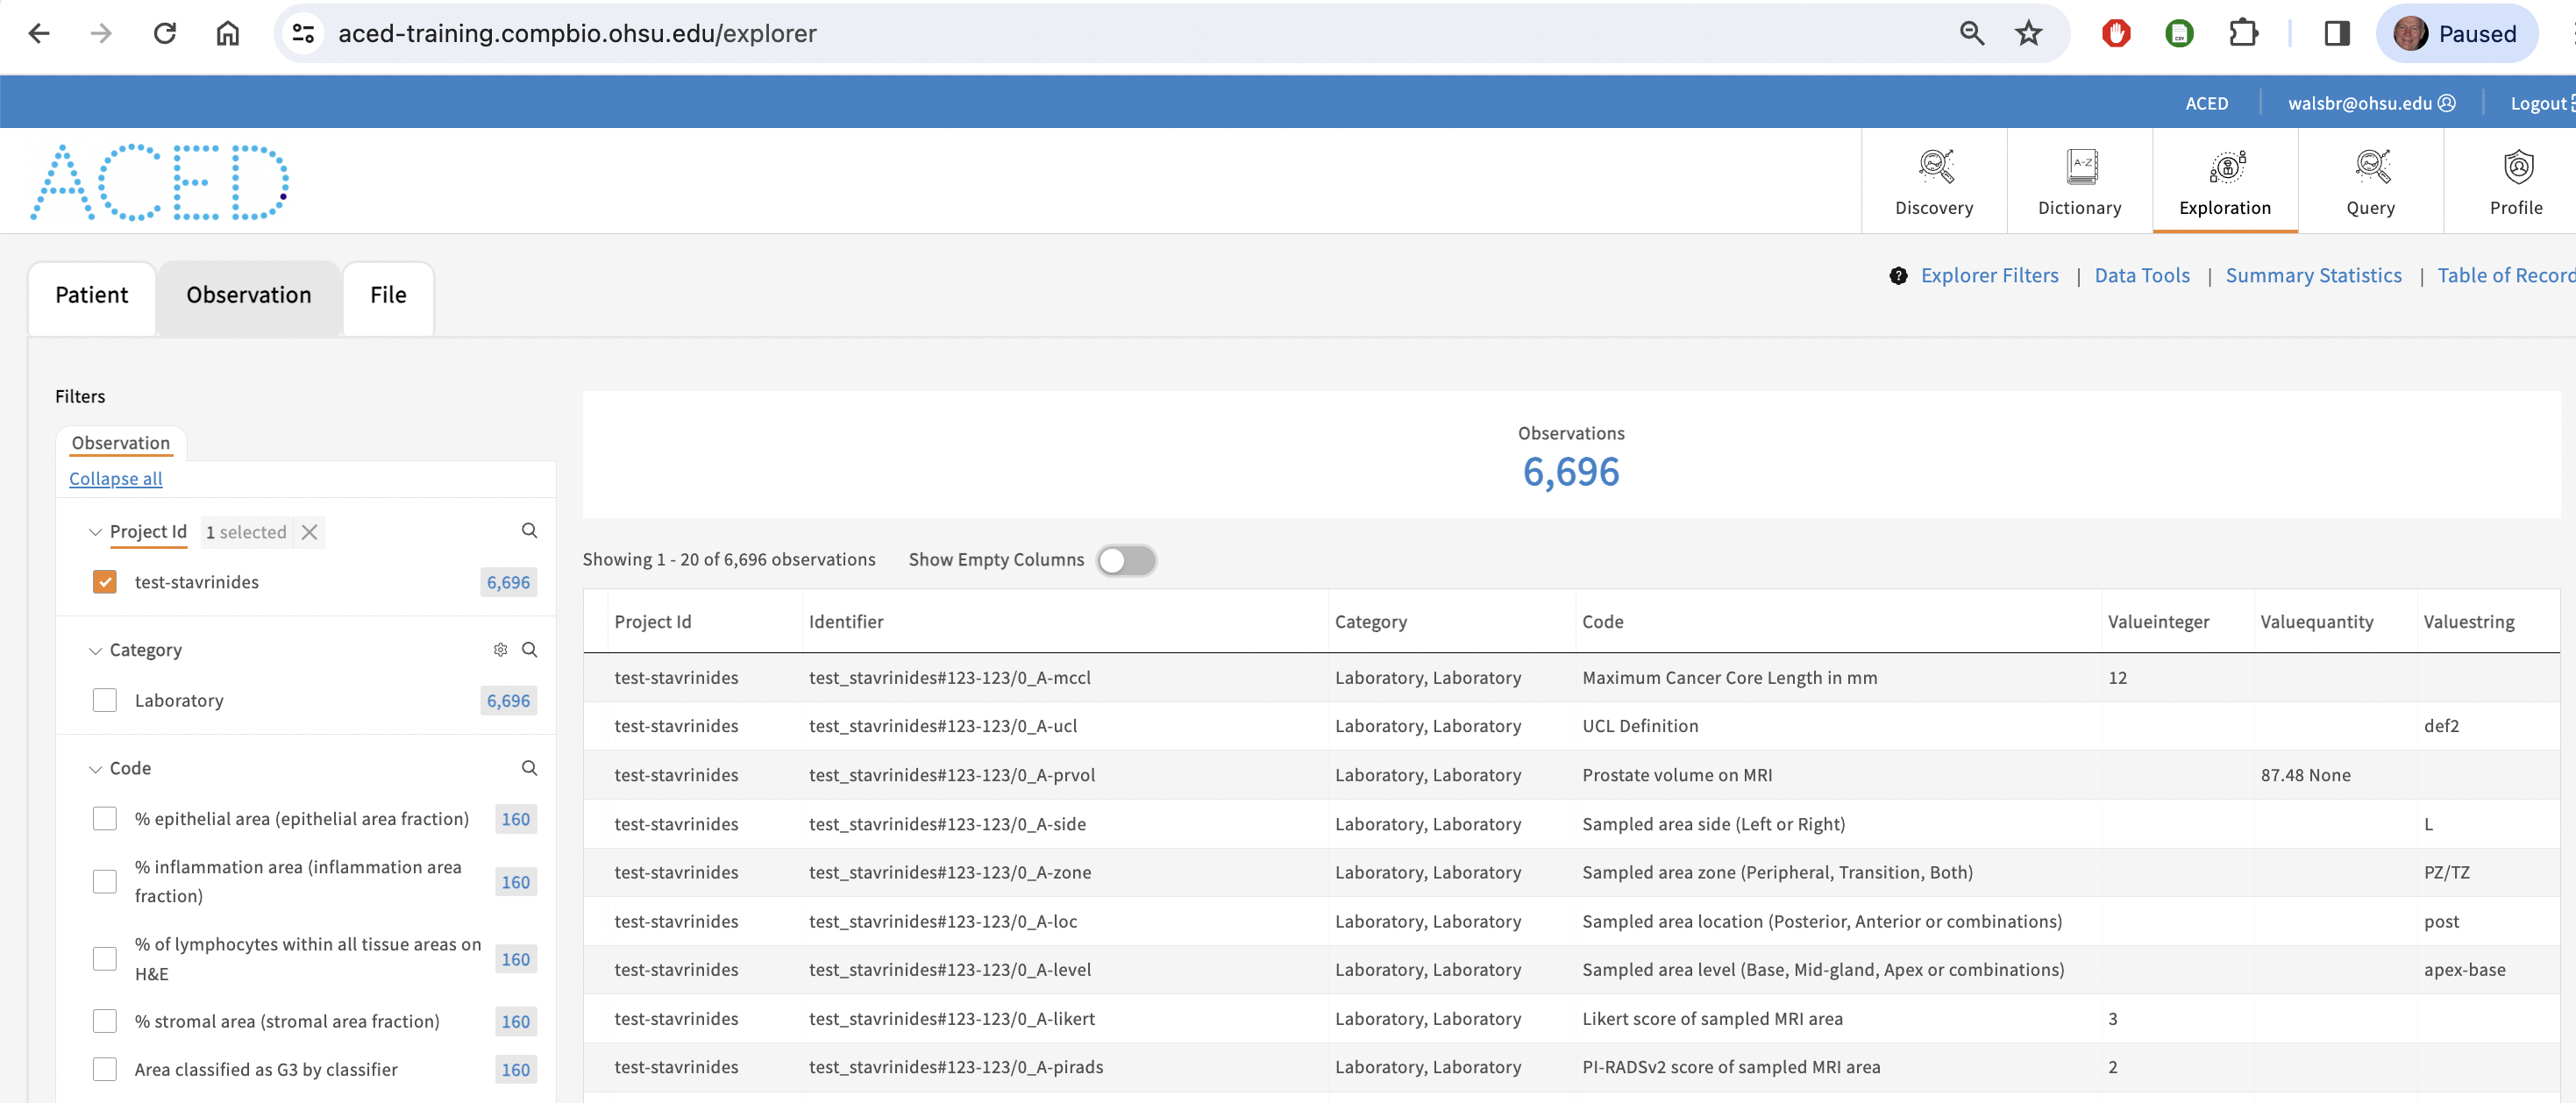 aced-training.compbio.ohsu.edu/explorer
Paused
ACED
walsbr@ohsu.edu
Logout
ACED
Discovery
Dictionary
Exploration
Query
Profile
Patient
Observation
File
Explorer Filters | Data Tools | Summary Statistics | Table of Record
Filters
Observation
Collapse all
Project Id 1 selected
test-stavrinides 6,696
Category
Laboratory 6,696
Code
% epithelial area (epithelial area fraction) 160
% inflammation area (inflammation area
fraction) 160
% of lymphocytes within all tissue areas on
H&E 160
% stromal area (stromal area fraction) 160
Area classified as G3 by classifier 160
Observations
6,696
Showing 1 - 20 of 6,696 observations Show Empty Columns
Project Id Identifier Category Code Valueinteger Valuequantity Valuestring
test-stavrinides test_stavrinides#123-123/0_A-mccl Laboratory, Laboratory Maximum Cancer Core Length in mm 12
test-stavrinides test_stavrinides#123-123/0_A-ucl Laboratory, Laboratory UCL Definition def2
test-stavrinides test_stavrinides#123-123/0_A-prvol Laboratory, Laboratory Prostate volume on MRI 87.48 None
test-stavrinides test_stavrinides#123-123/0_A-side Laboratory, Laboratory Sampled area side (Left or Right) L
test-stavrinides test_stavrinides#123-123/0_A-zone Laboratory, Laboratory Sampled area zone (Peripheral, Transition, Both) PZ/TZ
test-stavrinides test_stavrinides#123-123/0_A-loc Laboratory, Laboratory Sampled area location (Posterior, Anterior or combinations) post
test-stavrinides test_stavrinides#123-123/0_A-level Laboratory, Laboratory Sampled area level (Base, Mid-gland, Apex or combinations) apex-base
test-stavrinides test_stavrinides#123-123/0_A-likert Laboratory, Laboratory Likert score of sampled MRI area 3
test-stavrinides test_stavrinides#123-123/0_A-pirads Laboratory, Laboratory PI-RADSv2 score of sampled MRI area 2